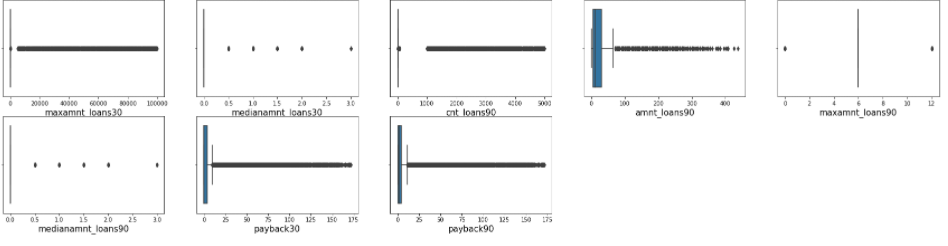 0 20000 40000 60000 80000 100000
maxamnt_loans30
0.0 0.5 1.0 1.5 2.0 2.5 3.0
medianamnt_loans30
0 1000 2000 3000 4000 5000
cnt_loans90
0 100 200 300 400
amnt_loans90
0 2 4 6 8 10 12
maxamnt_loans90
0.0 0.5 1.0 1.5 2.0 2.5 3.0
medianamnt_loans90
0 25 50 75 100 125 150 175
payback30
0 25 50 75 100 125 150 175
payback90